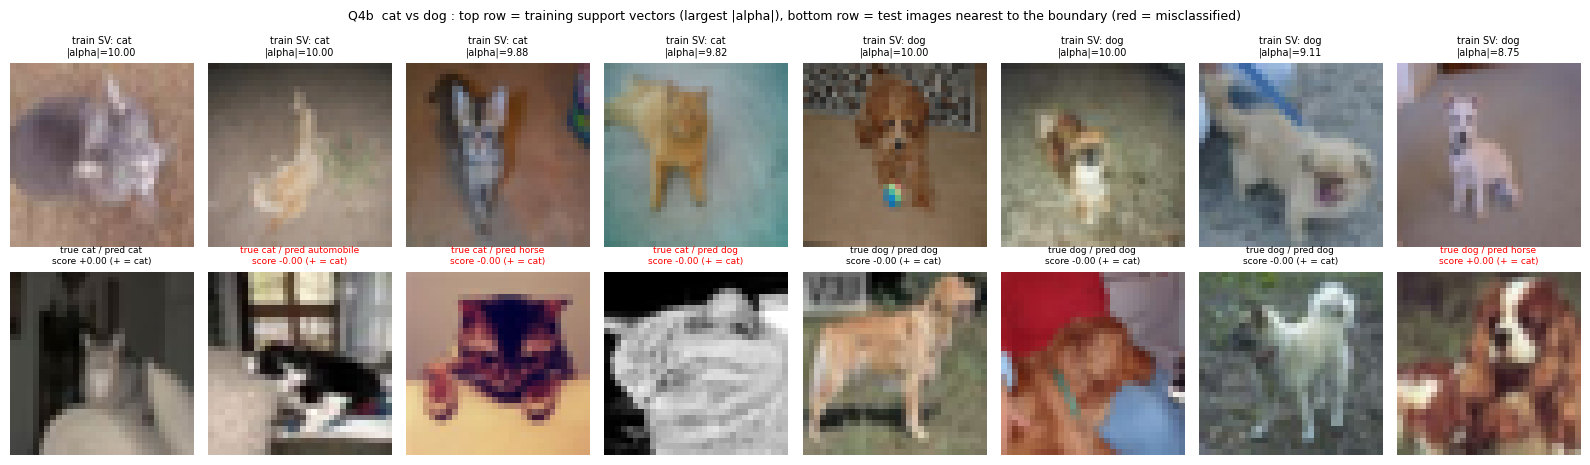 Q4b  cat vs dog : top row = training support vectors (largest |alpha|), bottom row = test images nearest to the boundary (red = misclassified)
train SV: cat
|alpha|=10.00
train SV: cat
|alpha|=10.00
train SV: cat
|alpha|=9.88
train SV: cat
|alpha|=9.82
train SV: dog
|alpha|=10.00
train SV: dog
|alpha|=10.00
train SV: dog
|alpha|=9.11
train SV: dog
|alpha|=8.75
true cat / pred cat
score +0.00 (+ = cat)
true cat / pred automobile
score -0.00 (+ = cat)
true cat / pred horse
score -0.00 (+ = cat)
true cat / pred dog
score -0.00 (+ = cat)
true dog / pred dog
score -0.00 (+ = cat)
true dog / pred dog
score -0.00 (+ = cat)
true dog / pred dog
score -0.00 (+ = cat)
true dog / pred horse
score +0.00 (+ = cat)